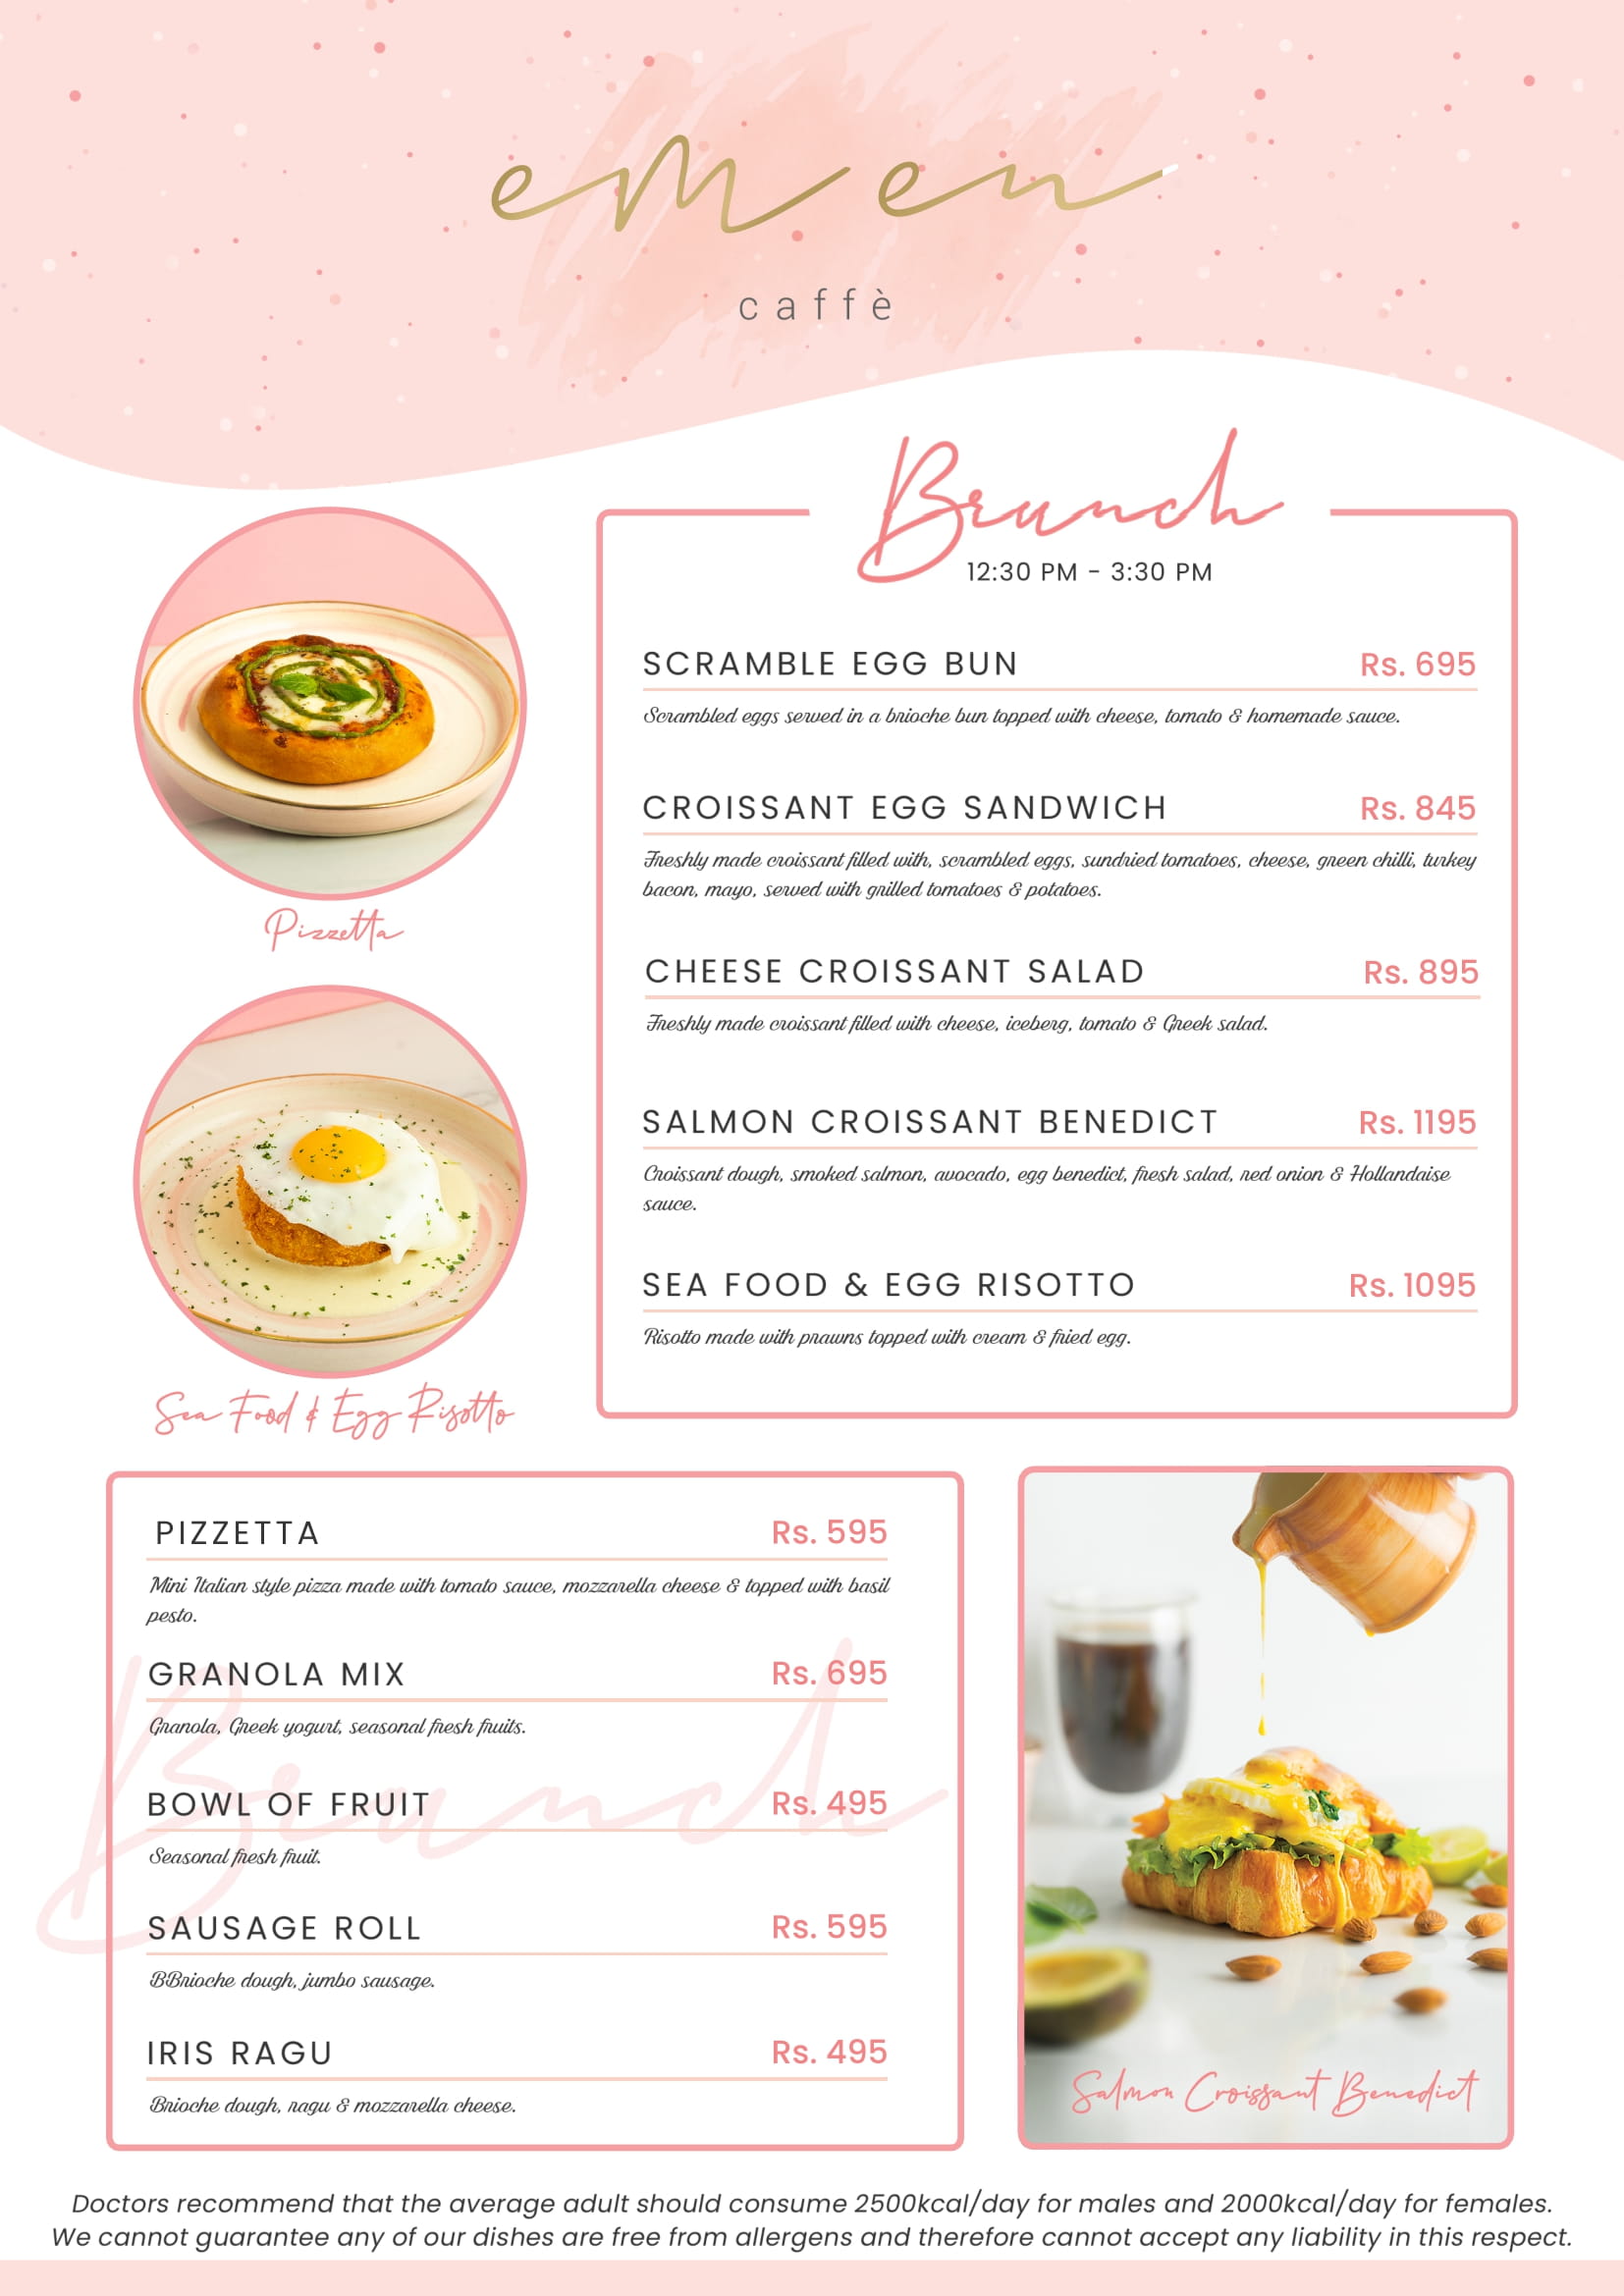 em en
caffè
Brunch
12:30 PM - 3:30 PM
SCRAMBLE EGG BUN Rs. 695
Scrambled eggs served in a brioche bun topped with cheese, tomato & homemade sauce.
CROISSANT EGG SANDWICH Rs. 845
Freshly made croissant filled with, scrambled eggs, sundried tomatoes, cheese, green chilli, turkey
bacon, mayo, served with grilled tomatoes & potatoes.
CHEESE CROISSANT SALAD Rs. 895
Freshly made croissant filled with cheese, iceberg, tomato & Greek salad.
SALMON CROISSANT BENEDICT Rs. 1195
Croissant dough, smoked salmon, avocado, egg benedict, fresh salad, red onion & Hollandaise
sauce.
SEA FOOD & EGG RISOTTO Rs. 1095
Risotto made with prawns topped with cream & fried egg.
Pizzetta
Sea Food & Egg Risotto
PIZZETTA Rs. 595
Mini Italian style pizza made with tomato sauce, mozzarella cheese & topped with basil
pesto.
GRANOLA MIX Rs. 695
Granola, Greek yogurt, seasonal fresh fruits.
Brunch
BOWL OF FRUIT Rs. 495
Seasonal fresh fruit.
SAUSAGE ROLL Rs. 595
BBrioche dough, jumbo sausage.
IRIS RAGU Rs. 495
Brioche dough, ragu & mozzarella cheese.
Salmon Croissant Benedict
Doctors recommend that the average adult should consume 2500kcal/day for males and 2000kcal/day for females.
We cannot guarantee any of our dishes are free from allergens and therefore cannot accept any liability in this respect.